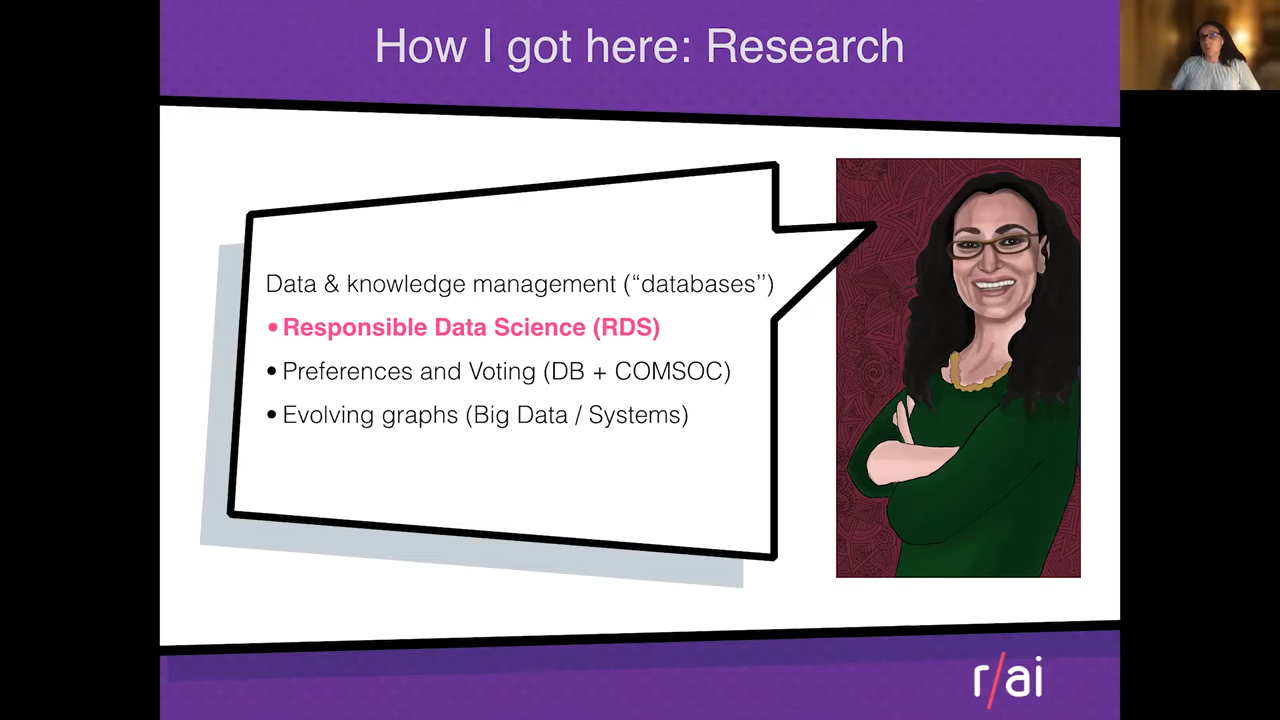 How I got here: Research
Data & knowledge management (“databases’’)
• Responsible Data Science (RDS)
• Preferences and Voting (DB + COMSOC)
• Evolving graphs (Big Data / Systems)
r/ai